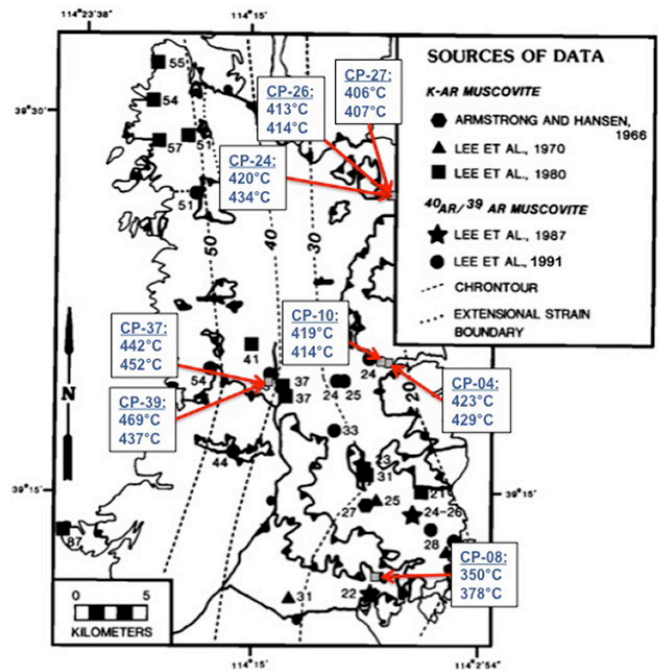 114°23'38"
114°15'
39°30'
SOURCES OF DATA
K-AR MUSCOVITE
ARMSTRONG AND HANSEN, 1966
LEE ET AL., 1970
LEE ET AL., 1980
40AR/39 AR MUSCOVITE
LEE ET AL., 1987
LEE ET AL., 1991
CHRONTOUR
EXTENSIONAL STRAIN
BOUNDARY
CP-27:
406°C
407°C
CP-26:
413°C
414°C
CP-24:
420°C
434°C
55
54
57
51
51
50
40
30
CP-37:
442°C
452°C
CP-10:
419°C
414°C
CP-39:
469°C
437°C
CP-04:
423°C
429°C
41
54
37
37
24
24 25
20
33
44
N
23
31
39°15'
39°15'
21
25
27
24-26
28
87
CP-08:
350°C
378°C
31
22
0 5
KILOMETERS
114°15'
114°2'54"